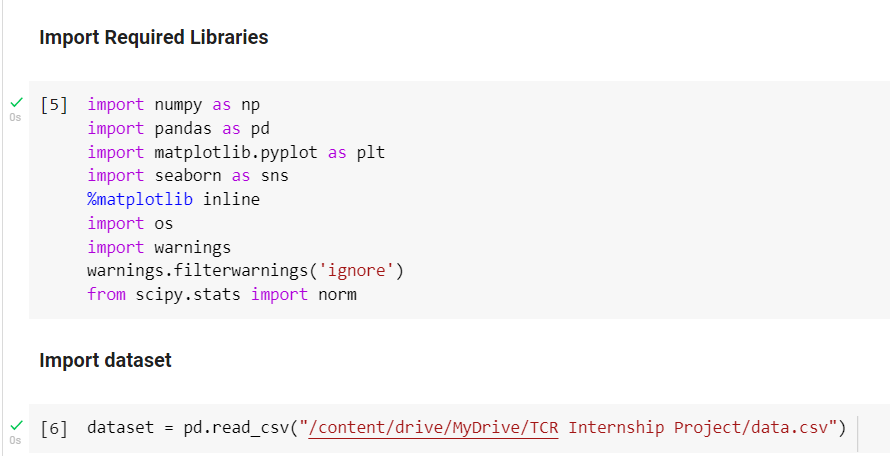 Import Required Libraries
[5] import numpy as np
0s
import pandas as pd
import matplotlib.pyplot as plt
import seaborn as sns
%matplotlib inline
import os
import warnings
warnings.filterwarnings('ignore')
from scipy.stats import norm
Import dataset
[6] dataset = pd.read_csv("/content/drive/MyDrive/TCR Internship Project/data.csv")
0s